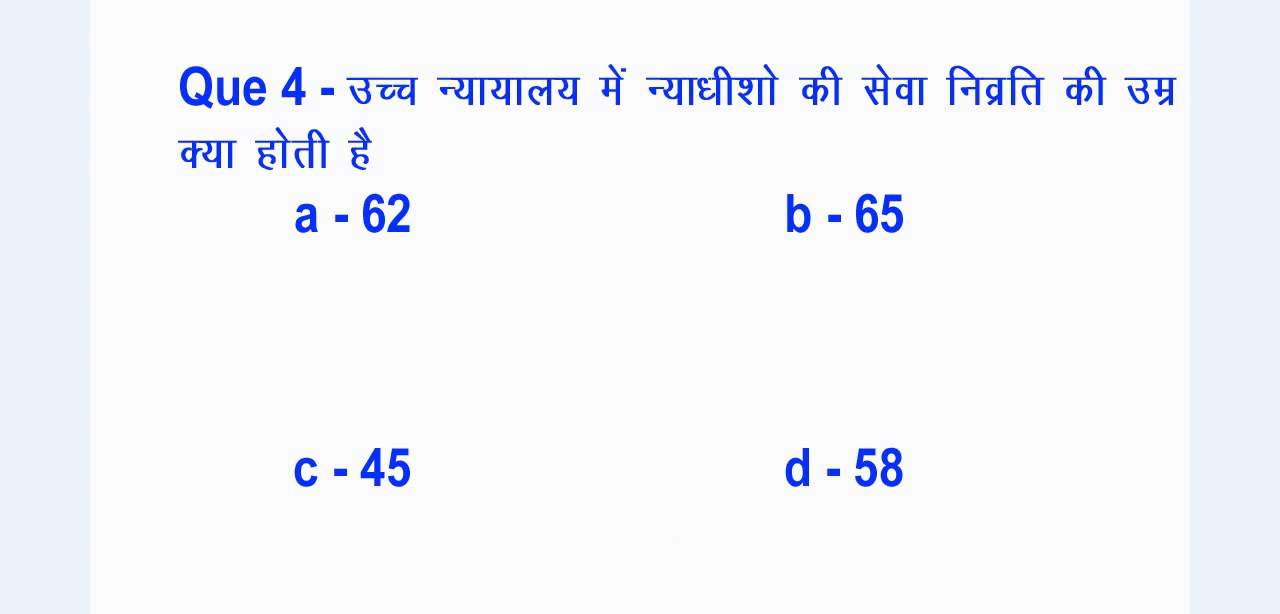 Que 4 - उच्च न्यायालय में न्याधीशो की सेवा निव्रति की उम्र
क्या होती है
a - 62 b - 65
c - 45 d - 58